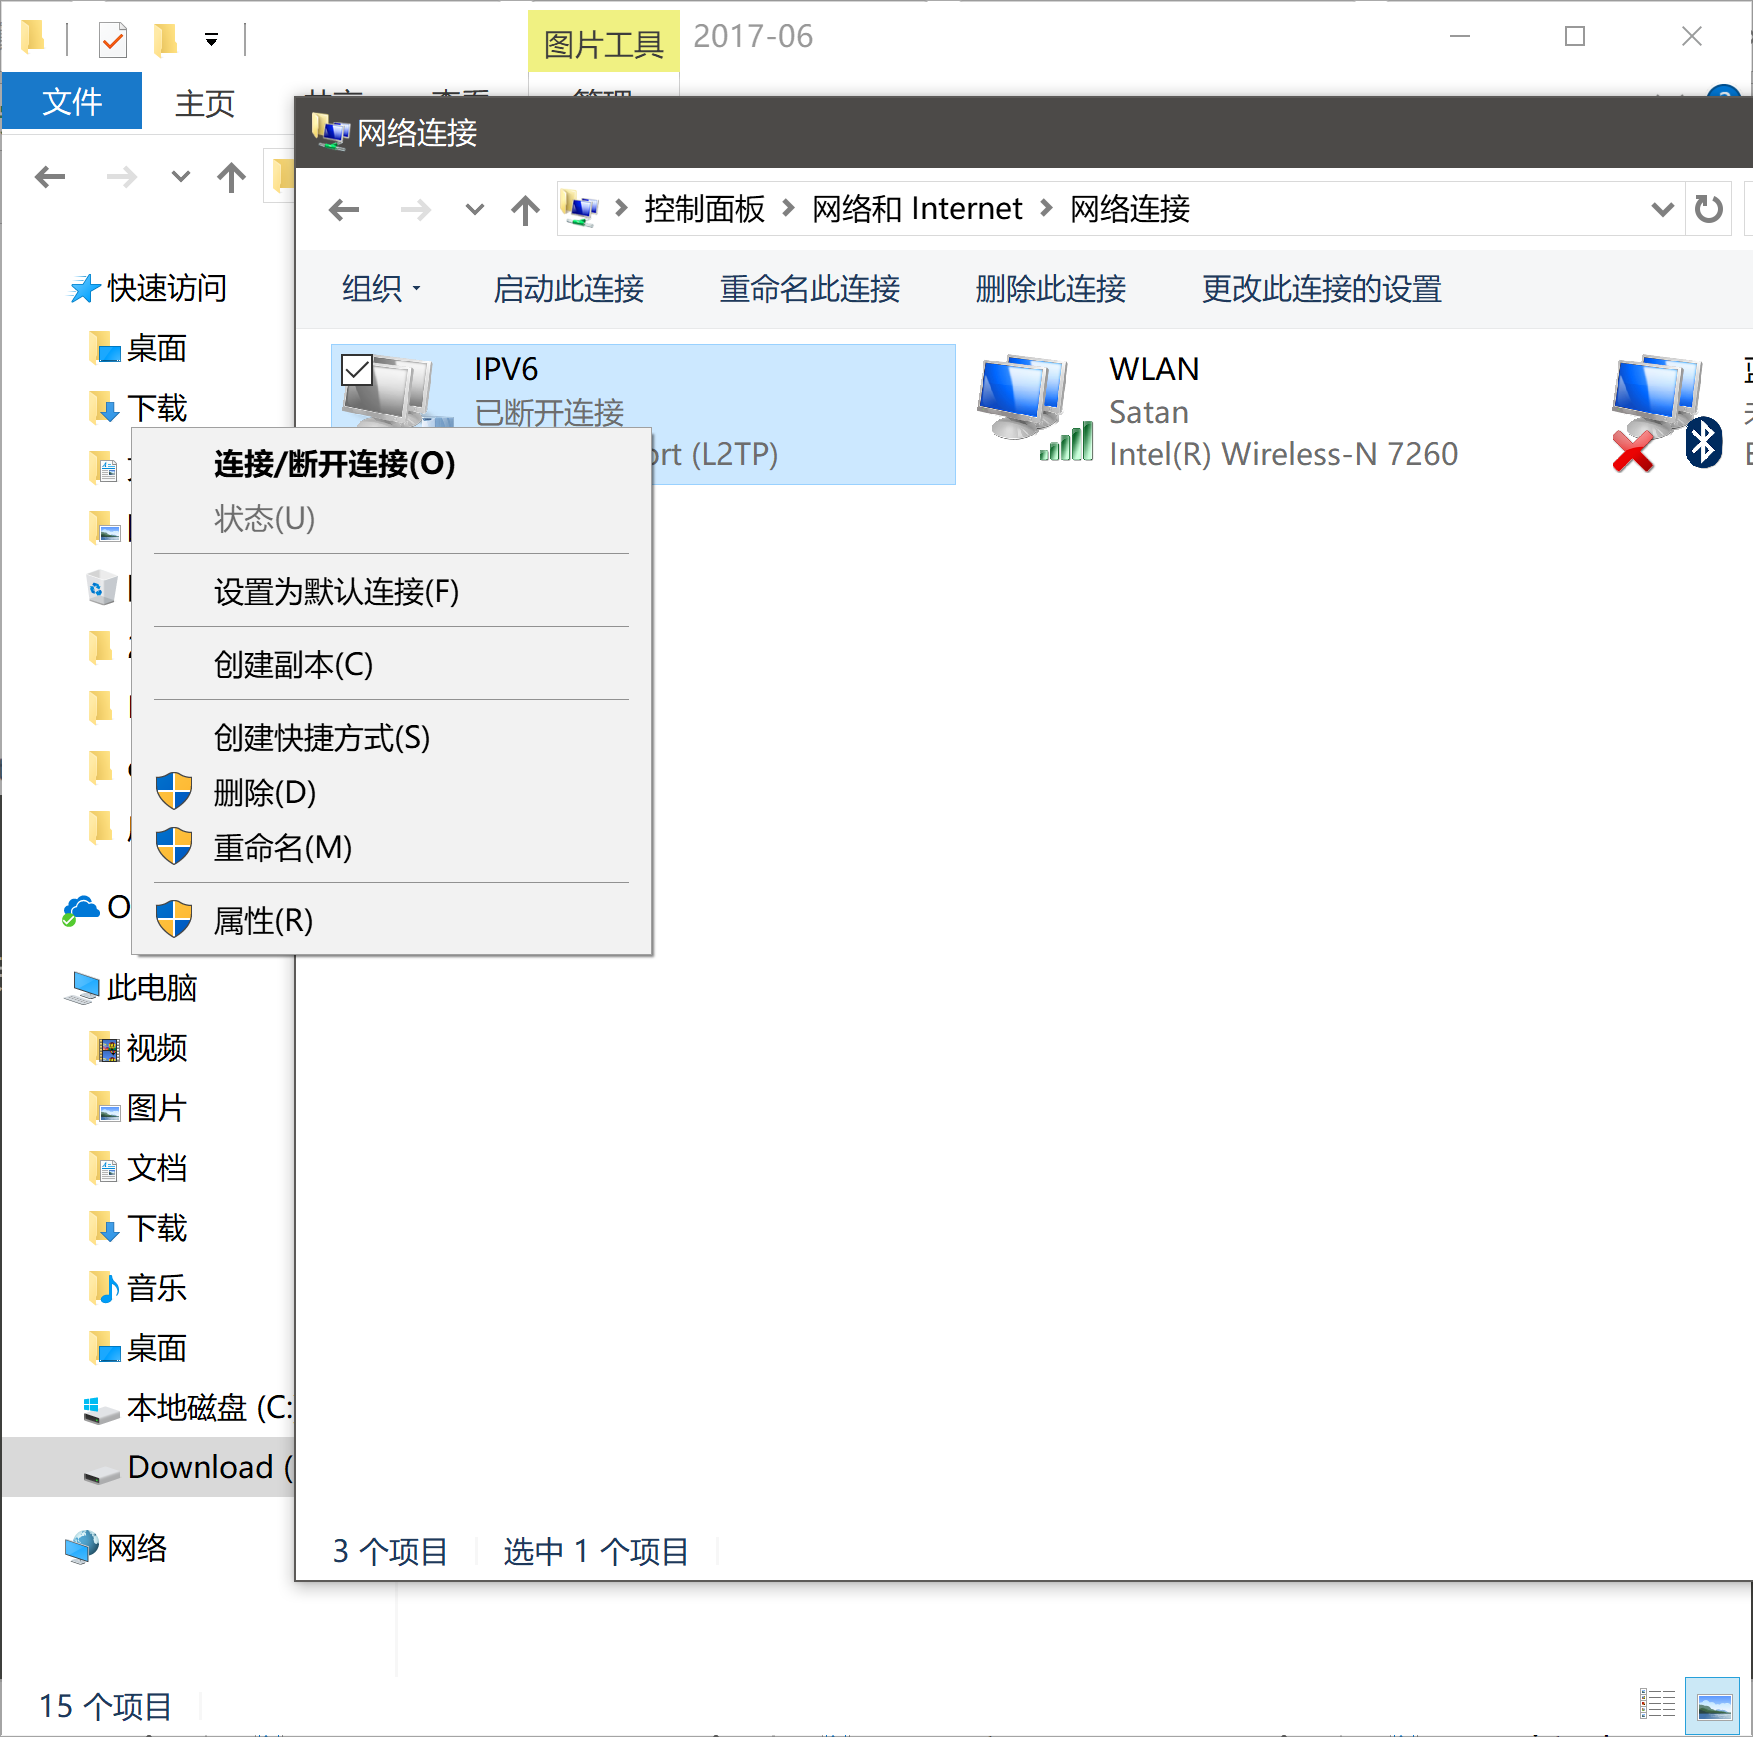 图片工具
2017-06
文件
主页
共享
查看
管理
网络连接
控制面板
网络和 Internet
网络连接
组织
启动此连接
重命名此连接
删除此连接
更改此连接的设置
IPV6
已断开连接
(L2TP)
WLAN
Satan
Intel(R) Wireless-N 7260
连接/断开连接(O)
状态(U)
设置为默认连接(F)
创建副本(C)
创建快捷方式(S)
删除(D)
重命名(M)
属性(R)
快速访问
桌面
下载
此电脑
视频
图片
文档
下载
音乐
桌面
本地磁盘 (C:
Download (
网络
3 个项目
选中 1 个项目
15 个项目